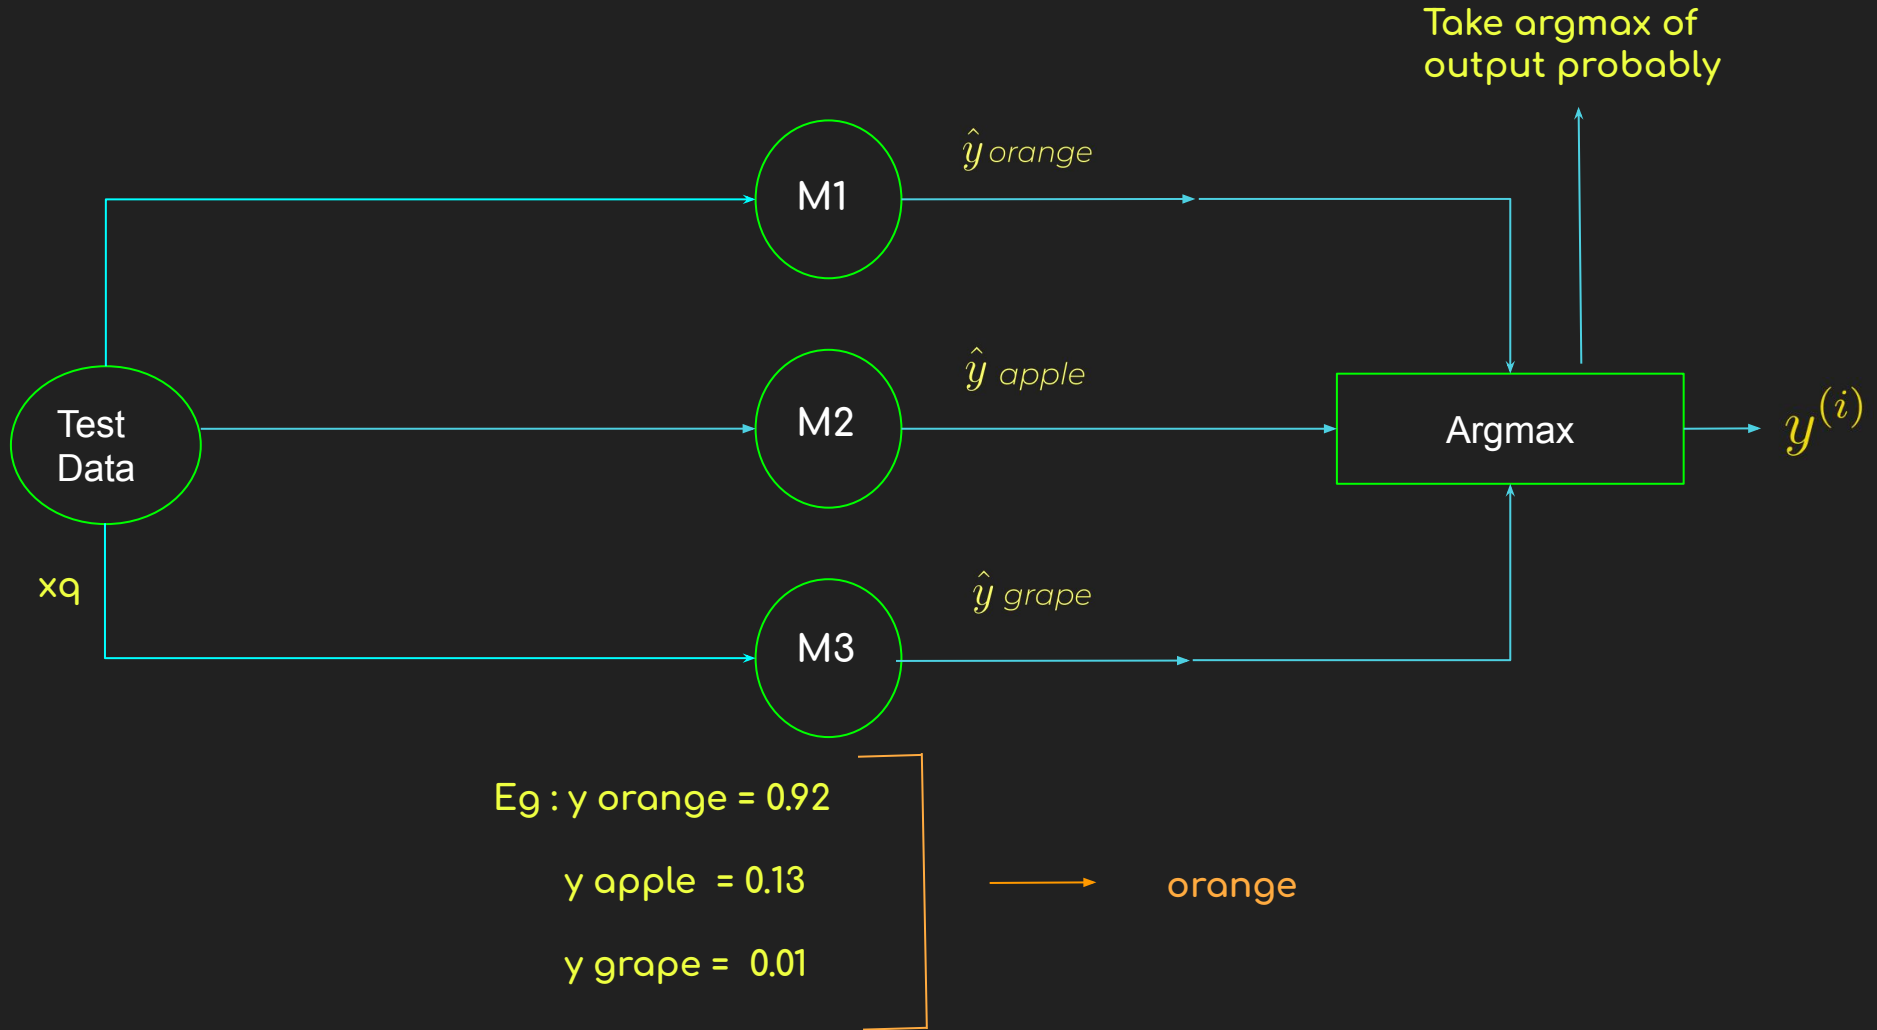 Take argmax of
output probably
ŷ orange
M1
ŷ apple
M2
Test
Data
Argmax
y⁽ⁱ⁾
xq
ŷ grape
M3
Eg : y orange = 0.92
y apple = 0.13
orange
y grape = 0.01